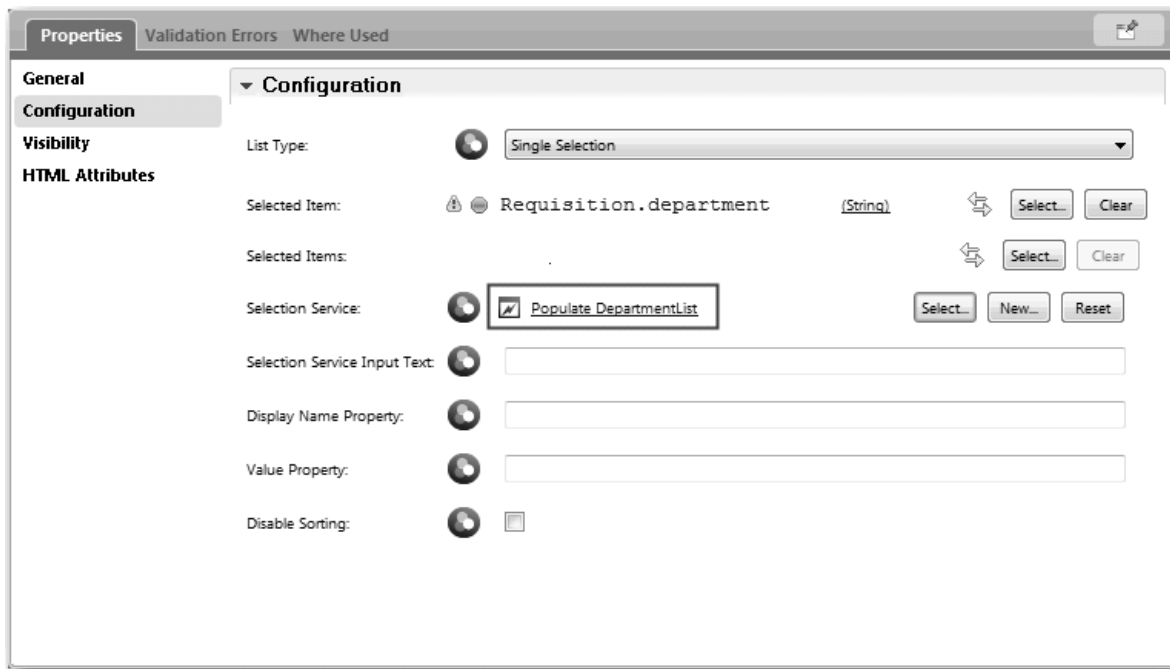 Properties Validation Errors Where Used
General
Configuration
Visibility
HTML Attributes
Configuration
List Type: Single Selection
Selected Item: Requisition.department (String) Select... Clear
Selected Items: Select... Clear
Selection Service: Populate DepartmentList Select... New... Reset
Selection Service Input Text:
Display Name Property:
Value Property:
Disable Sorting: